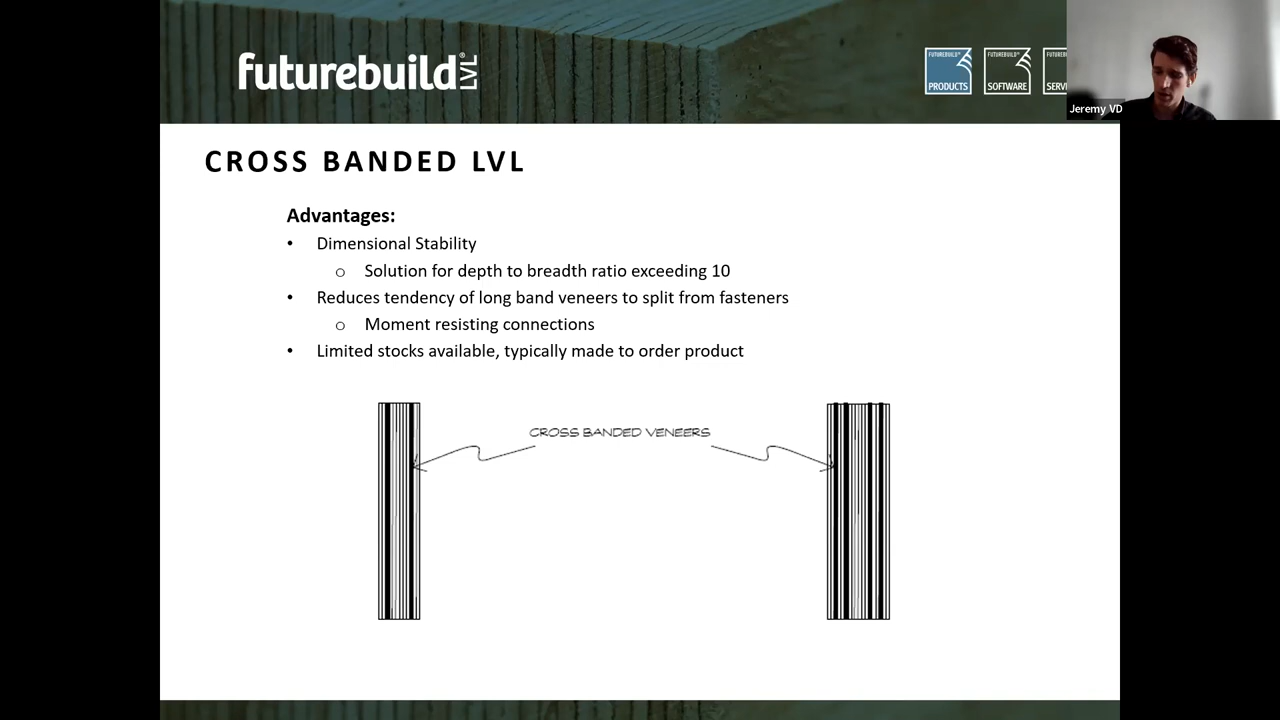 futurebuild LVL®
FUTUREBUILD™
PRODUCTS
FUTUREBUILD™
SOFTWARE
Jeremy VD
CROSS BANDED LVL
Advantages:
• Dimensional Stability
o Solution for depth to breadth ratio exceeding 10
• Reduces tendency of long band veneers to split from fasteners
o Moment resisting connections
• Limited stocks available, typically made to order product
CROSS BANDED VENEERS